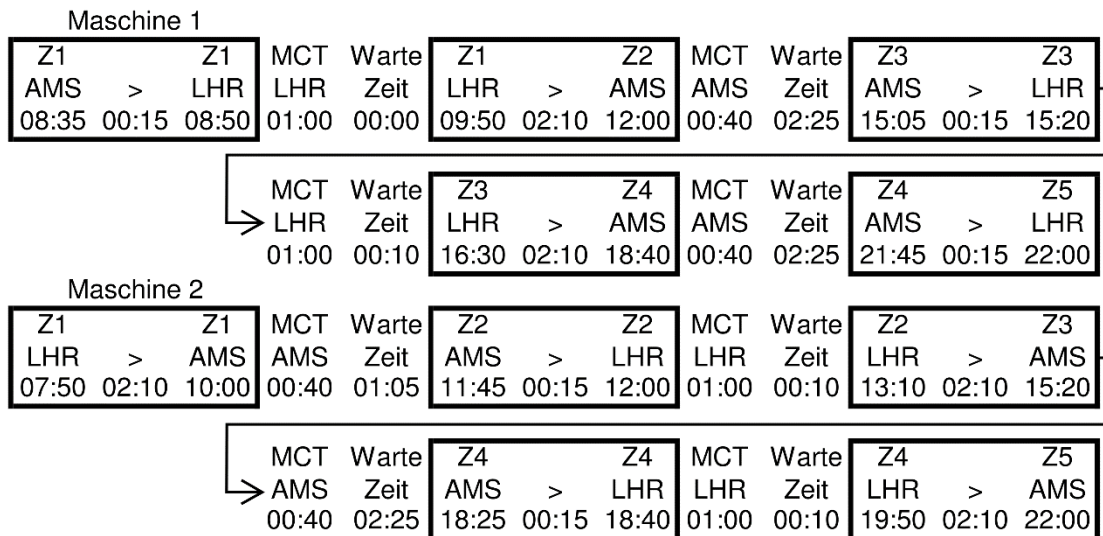 Maschine 1
Z1 Z1 MCT Warte Z1 Z2 MCT Warte Z3 Z3
AMS > LHR LHR Zeit LHR > AMS AMS Zeit AMS > LHR
08:35 00:15 08:50 01:00 00:00 09:50 02:10 12:00 00:40 02:25 15:05 00:15 15:20
MCT Warte Z3 Z4 MCT Warte Z4 Z5
LHR Zeit LHR > AMS AMS Zeit AMS > LHR
01:00 00:10 16:30 02:10 18:40 00:40 02:25 21:45 00:15 22:00
Maschine 2
Z1 Z1 MCT Warte Z2 Z2 MCT Warte Z2 Z3
LHR > AMS AMS Zeit AMS > LHR LHR Zeit LHR > AMS
07:50 02:10 10:00 00:40 01:05 11:45 00:15 12:00 01:00 00:10 13:10 02:10 15:20
MCT Warte Z4 Z4 MCT Warte Z4 Z5
AMS Zeit AMS > LHR LHR Zeit LHR > AMS
00:40 02:25 18:25 00:15 18:40 01:00 00:10 19:50 02:10 22:00